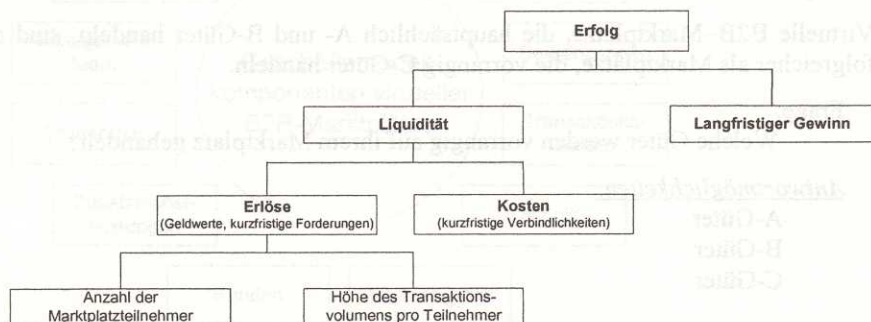 Erfolg
Liquidität
Langfristiger Gewinn
Erlöse
(Geldwerte, kurzfristige Forderungen)
Kosten
(kurzfristige Verbindlichkeiten)
Anzahl der
Marktplatzteilnehmer
Höhe des Transaktions-
volumens pro Teilnehmer
Virtuelle B2B-Marktplätze, die hauptsächlich A- und B-Güter handeln, sind
folgreicher als Marktplätze, die vorrangig C-Güter handeln.
Welche Güter werden vorrangig auf Ihrem Marktplatz gehandelt?
Antwortmöglichkeiten:
A-Güter
B-Güter
C-Güter